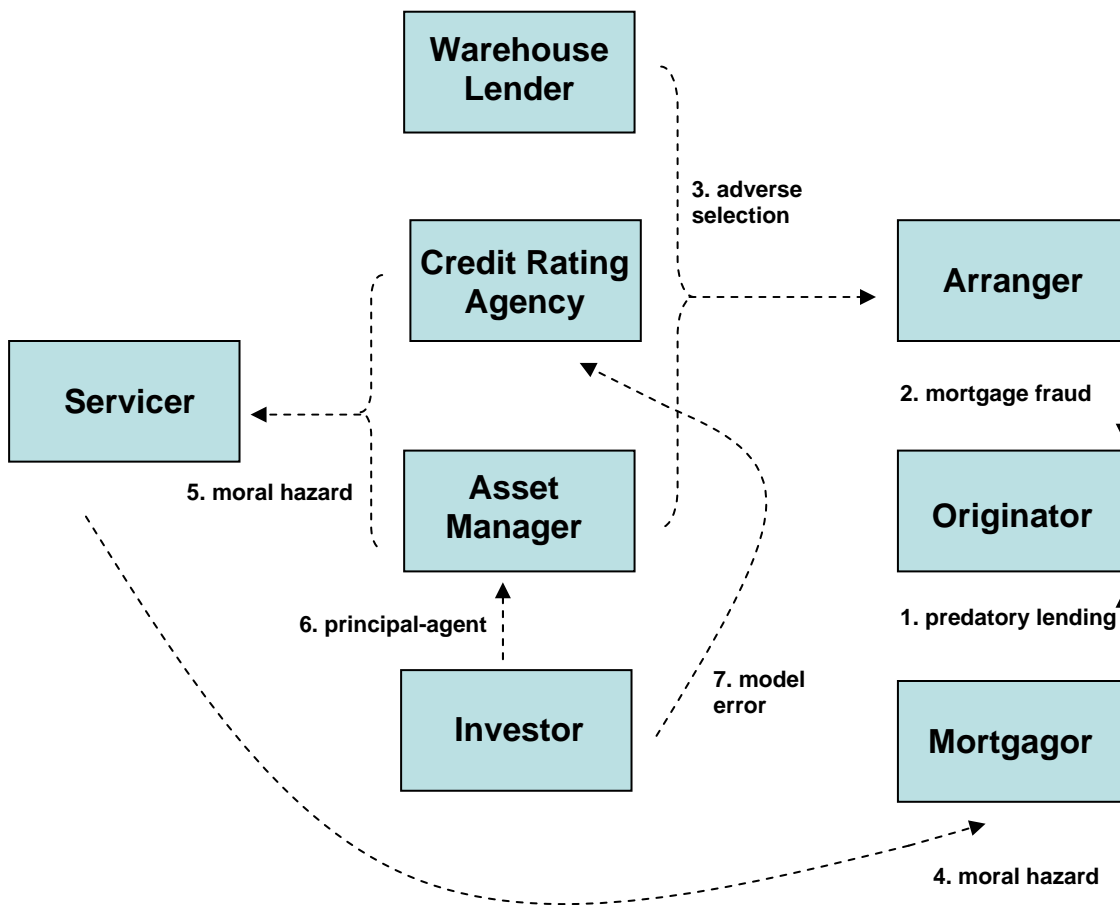 Warehouse
Lender
3. adverse
selection
Credit Rating
Agency
Arranger
Servicer
2. mortgage fraud
5. moral hazard
Asset
Manager
Originator
6. principal-agent
1. predatory lending
7. model
error
Investor
Mortgagor
4. moral hazard